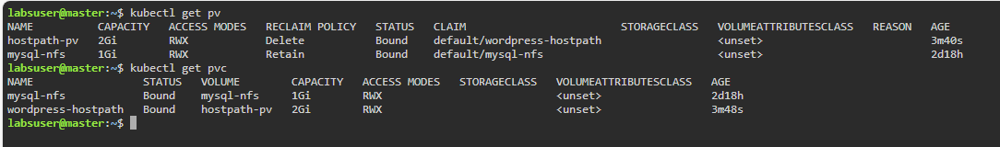 labsuser@master:~$ kubectl get pv
NAME CAPACITY ACCESS MODES RECLAIM POLICY STATUS CLAIM STORAGECLASS VOLUMEATTRIBUTESCLASS REASON AGE
hostpath-pv 2Gi RWX Delete Bound default/wordpress-hostpath <unset> 3m40s
mysql-nfs 1Gi RWX Retain Bound default/mysql-nfs <unset> 2d18h
labsuser@master:~$ kubectl get pvc
NAME STATUS VOLUME CAPACITY ACCESS MODES STORAGECLASS VOLUMEATTRIBUTESCLASS AGE
mysql-nfs Bound mysql-nfs 1Gi RWX <unset> 2d18h
wordpress-hostpath Bound hostpath-pv 2Gi RWX <unset> 3m48s
labsuser@master:~$